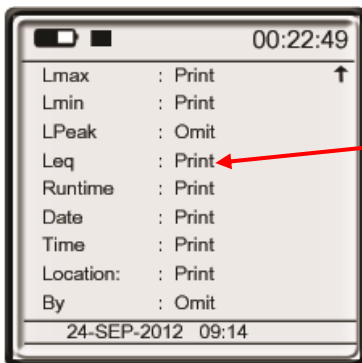 00:22:49
Lmax : Print
Lmin : Print
LPeak : Omit
Leq : Print
Runtime : Print
Date : Print
Time : Print
Location: : Print
By : Omit
24-SEP-2012 09:14